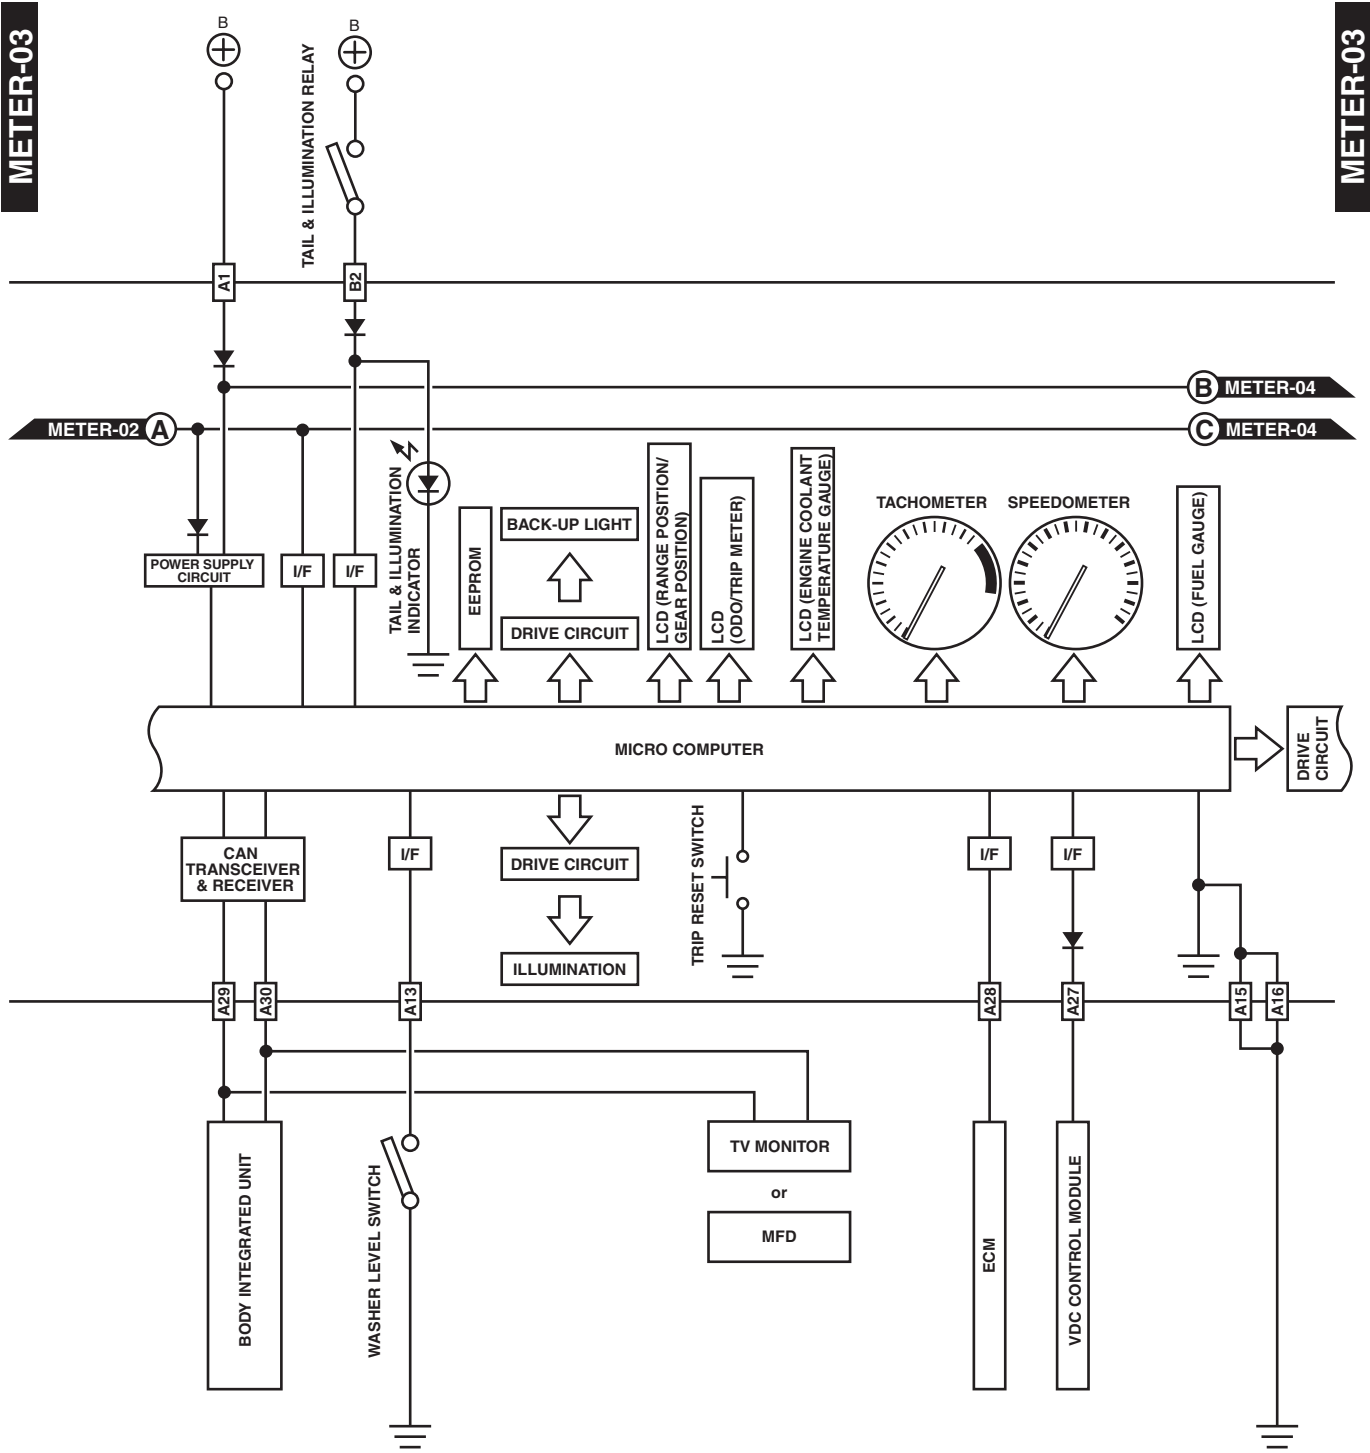 METER-03
METER-03
B
B
TAIL & ILLUMINATION RELAY
A1
B2
B
METER-04
METER-02
A
C
METER-04
TAIL & ILLUMINATION
INDICATOR
EEPROM
BACK-UP LIGHT
DRIVE CIRCUIT
LCD (RANGE POSITION/
GEAR POSITION)
LCD
(ODO/TRIP METER)
LCD (ENGINE COOLANT
TEMPERATURE GAUGE)
TACHOMETER
SPEEDOMETER
LCD (FUEL GAUGE)
POWER SUPPLY
CIRCUIT
I/F
I/F
MICRO COMPUTER
DRIVE
CIRCUIT
CAN
TRANSCEIVER
& RECEIVER
I/F
DRIVE CIRCUIT
ILLUMINATION
TRIP RESET SWITCH
I/F
I/F
A29
A30
A13
A28
A27
A15
A16
BODY INTEGRATED UNIT
WASHER LEVEL SWITCH
TV MONITOR
or
MFD
ECM
VDC CONTROL MODULE